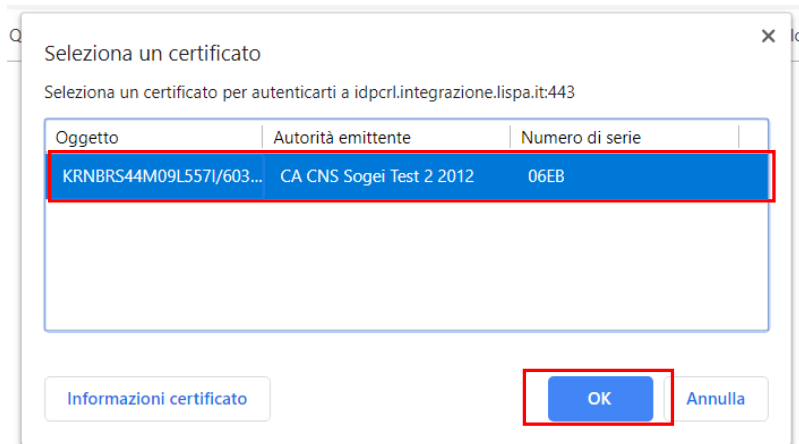 Q
Seleziona un certificato
Seleziona un certificato per autenticarti a idpcrl.integrazione.lispa.it:443
Oggetto Autorità emittente Numero di serie
KRNBRS44M09L557I/603... CA CNS Sogei Test 2 2012 06EB
Informazioni certificato OK Annulla